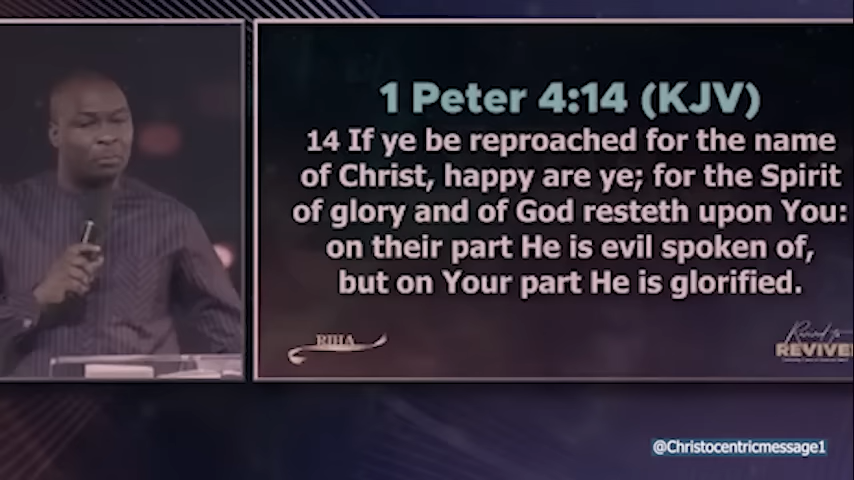 1 Peter 4:14 (KJV)
14 If ye be reproached for the name
of Christ, happy are ye; for the Spirit
of glory and of God resteth upon You:
on their part He is evil spoken of,
but on Your part He is glorified.
RIHA
REVIVE
@Christocentricmessage1